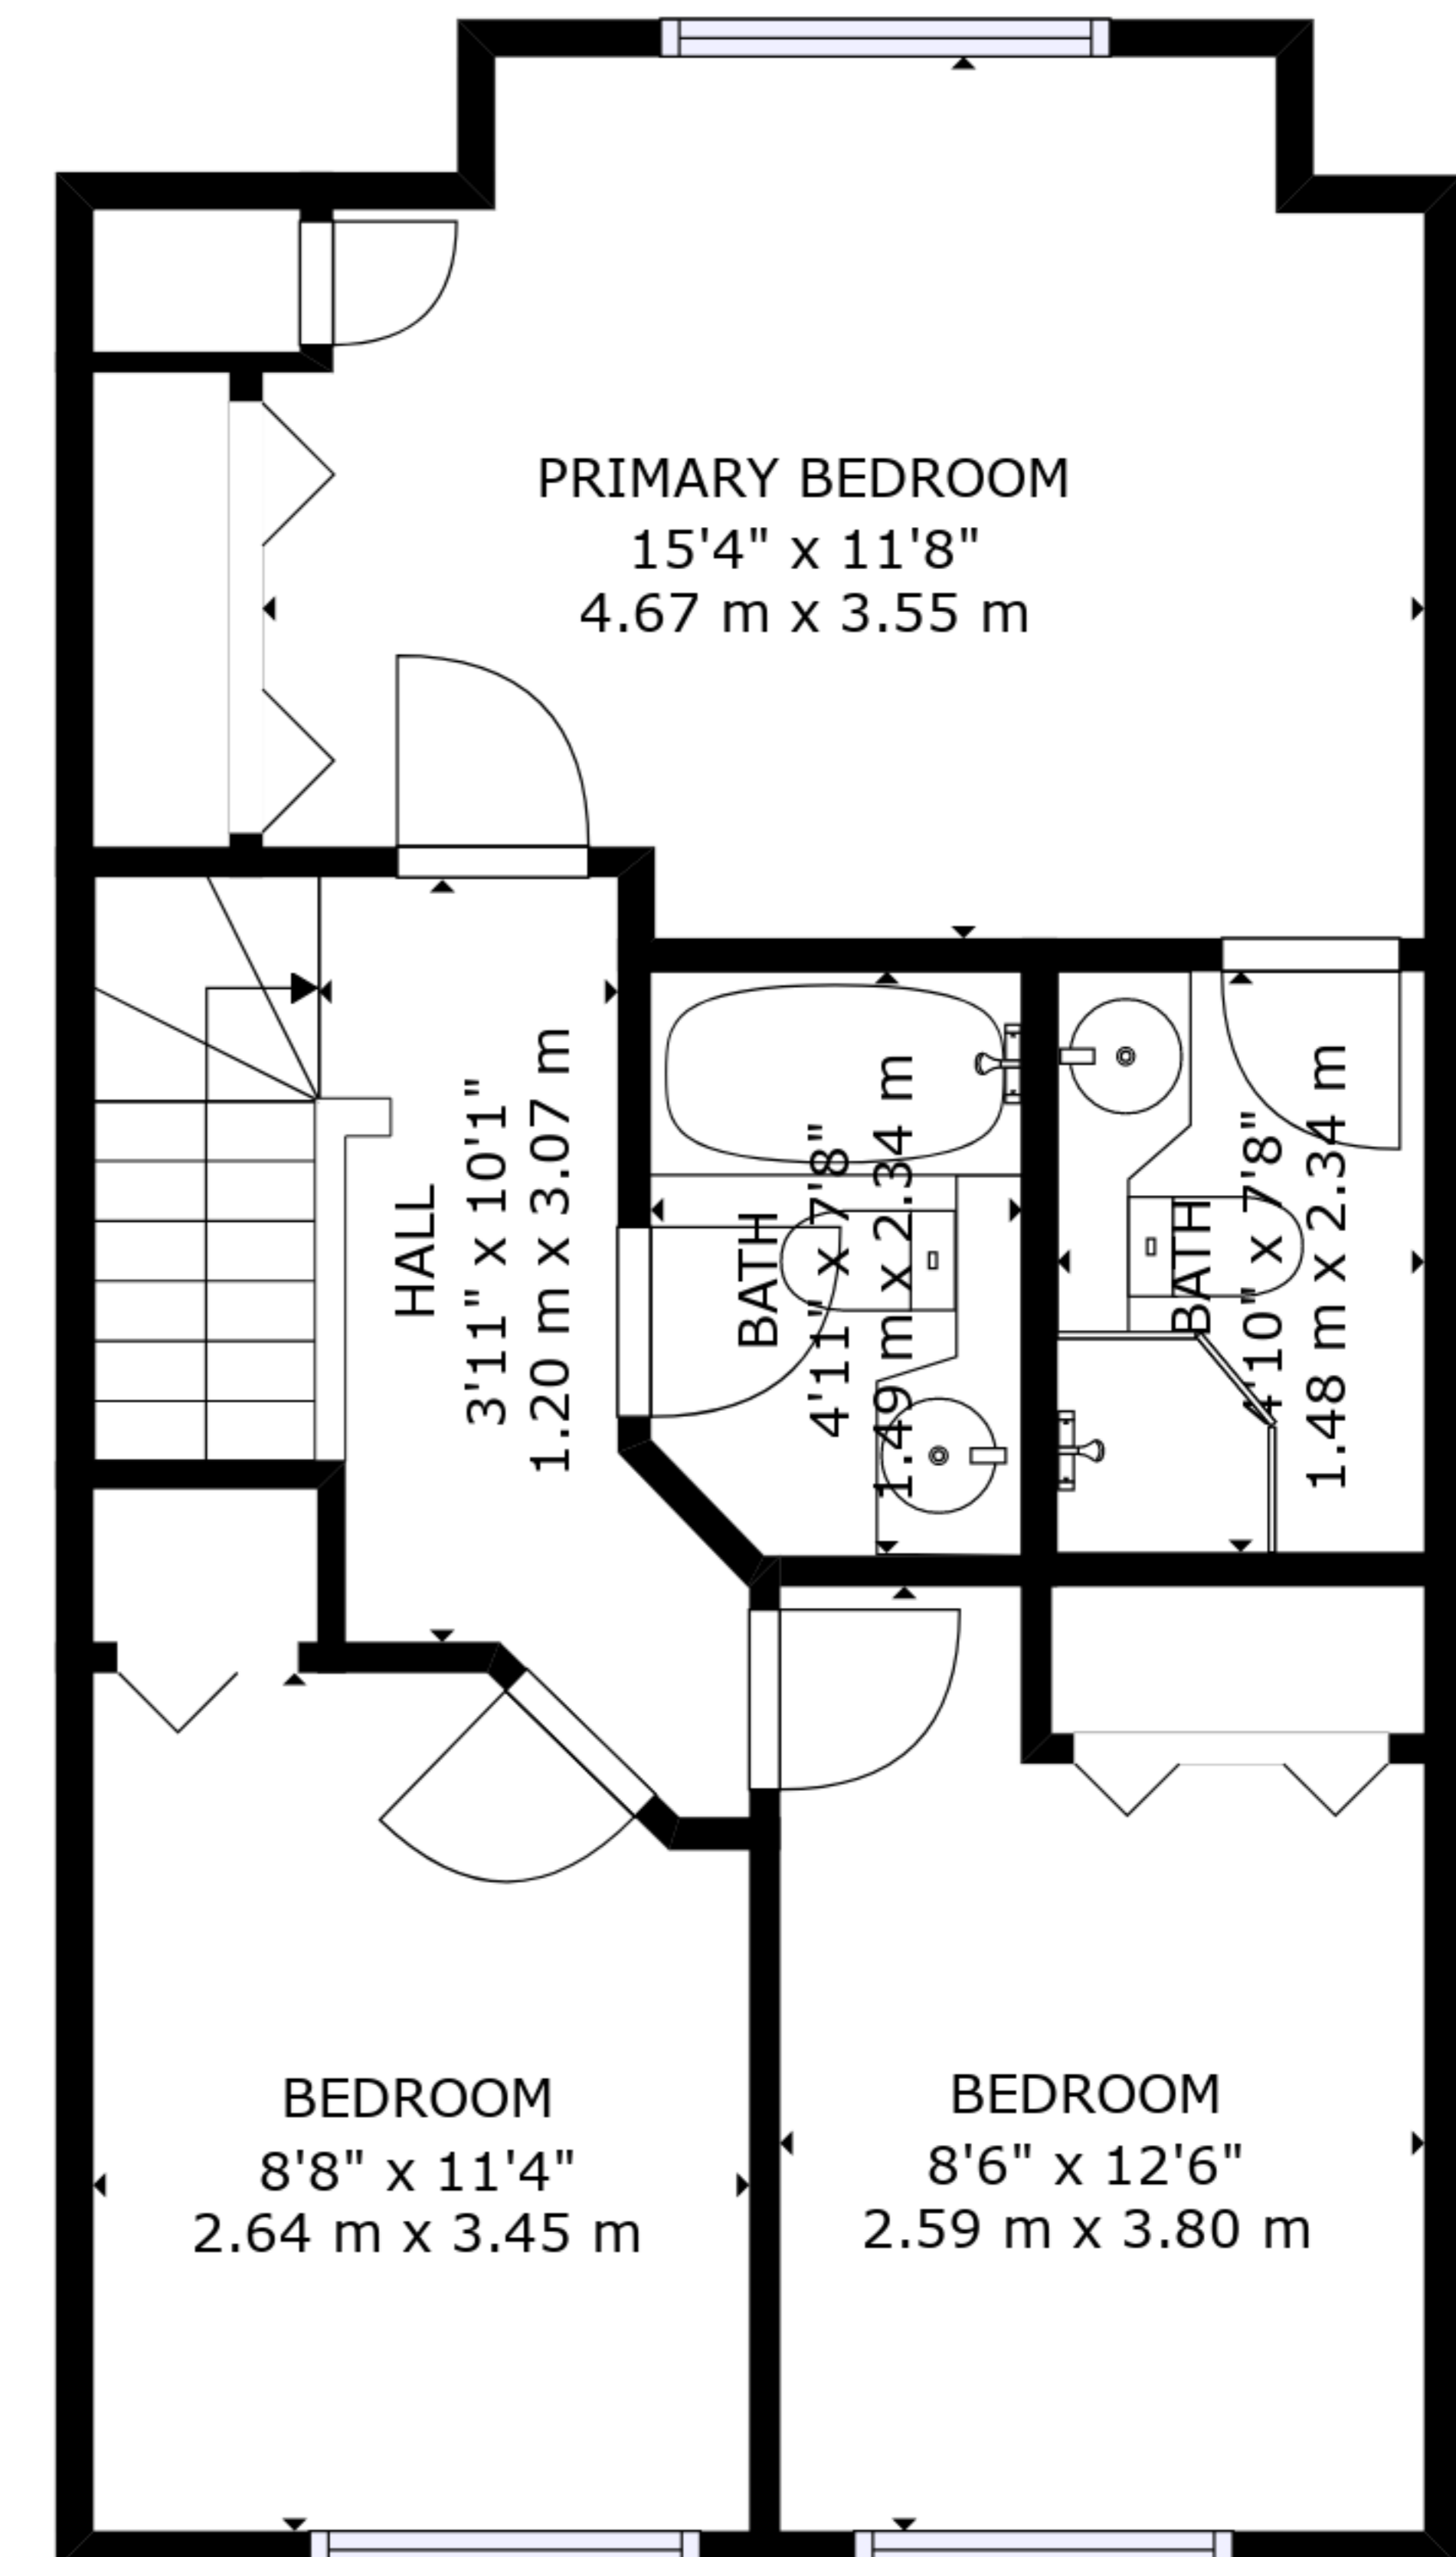 PRIMARY BEDROOM
15'4" x 11'8"
4.67 m x 3.55 m
HALL
3'11" x 10'1"
1.20 m x 3.07 m
BATH
4'11" x 7'8"
1.49 m x 2.34 m
BATH
4'10" x 7'8"
1.48 m x 2.34 m
BEDROOM
8'8" x 11'4"
2.64 m x 3.45 m
BEDROOM
8'6" x 12'6"
2.59 m x 3.80 m